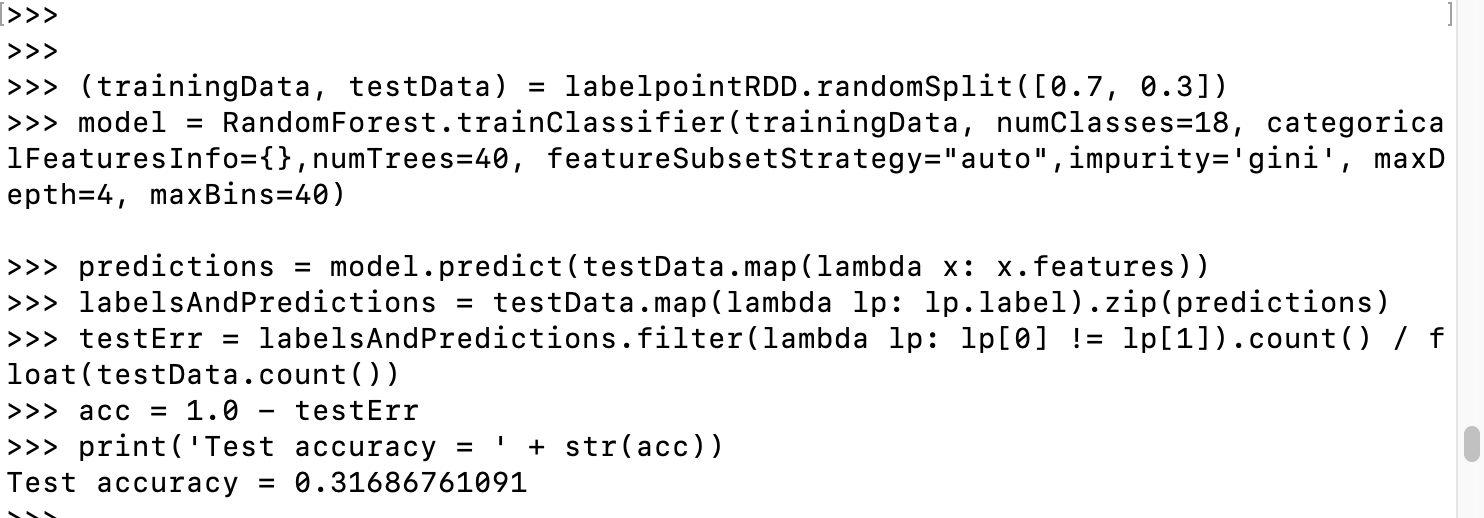 [>>> ]
>>>
>>> (trainingData, testData) = labelpointRDD.randomSplit([0.7, 0.3])
>>> model = RandomForest.trainClassifier(trainingData, numClasses=18, categorica
lFeaturesInfo={},numTrees=40, featureSubsetStrategy="auto",impurity='gini', maxD
epth=4, maxBins=40)
>>> predictions = model.predict(testData.map(lambda x: x.features))
>>> labelsAndPredictions = testData.map(lambda lp: lp.label).zip(predictions)
>>> testErr = labelsAndPredictions.filter(lambda lp: lp[0] != lp[1]).count() / f
loat(testData.count())
>>> acc = 1.0 - testErr
>>> print('Test accuracy = ' + str(acc))
Test accuracy = 0.31686761091
>>>